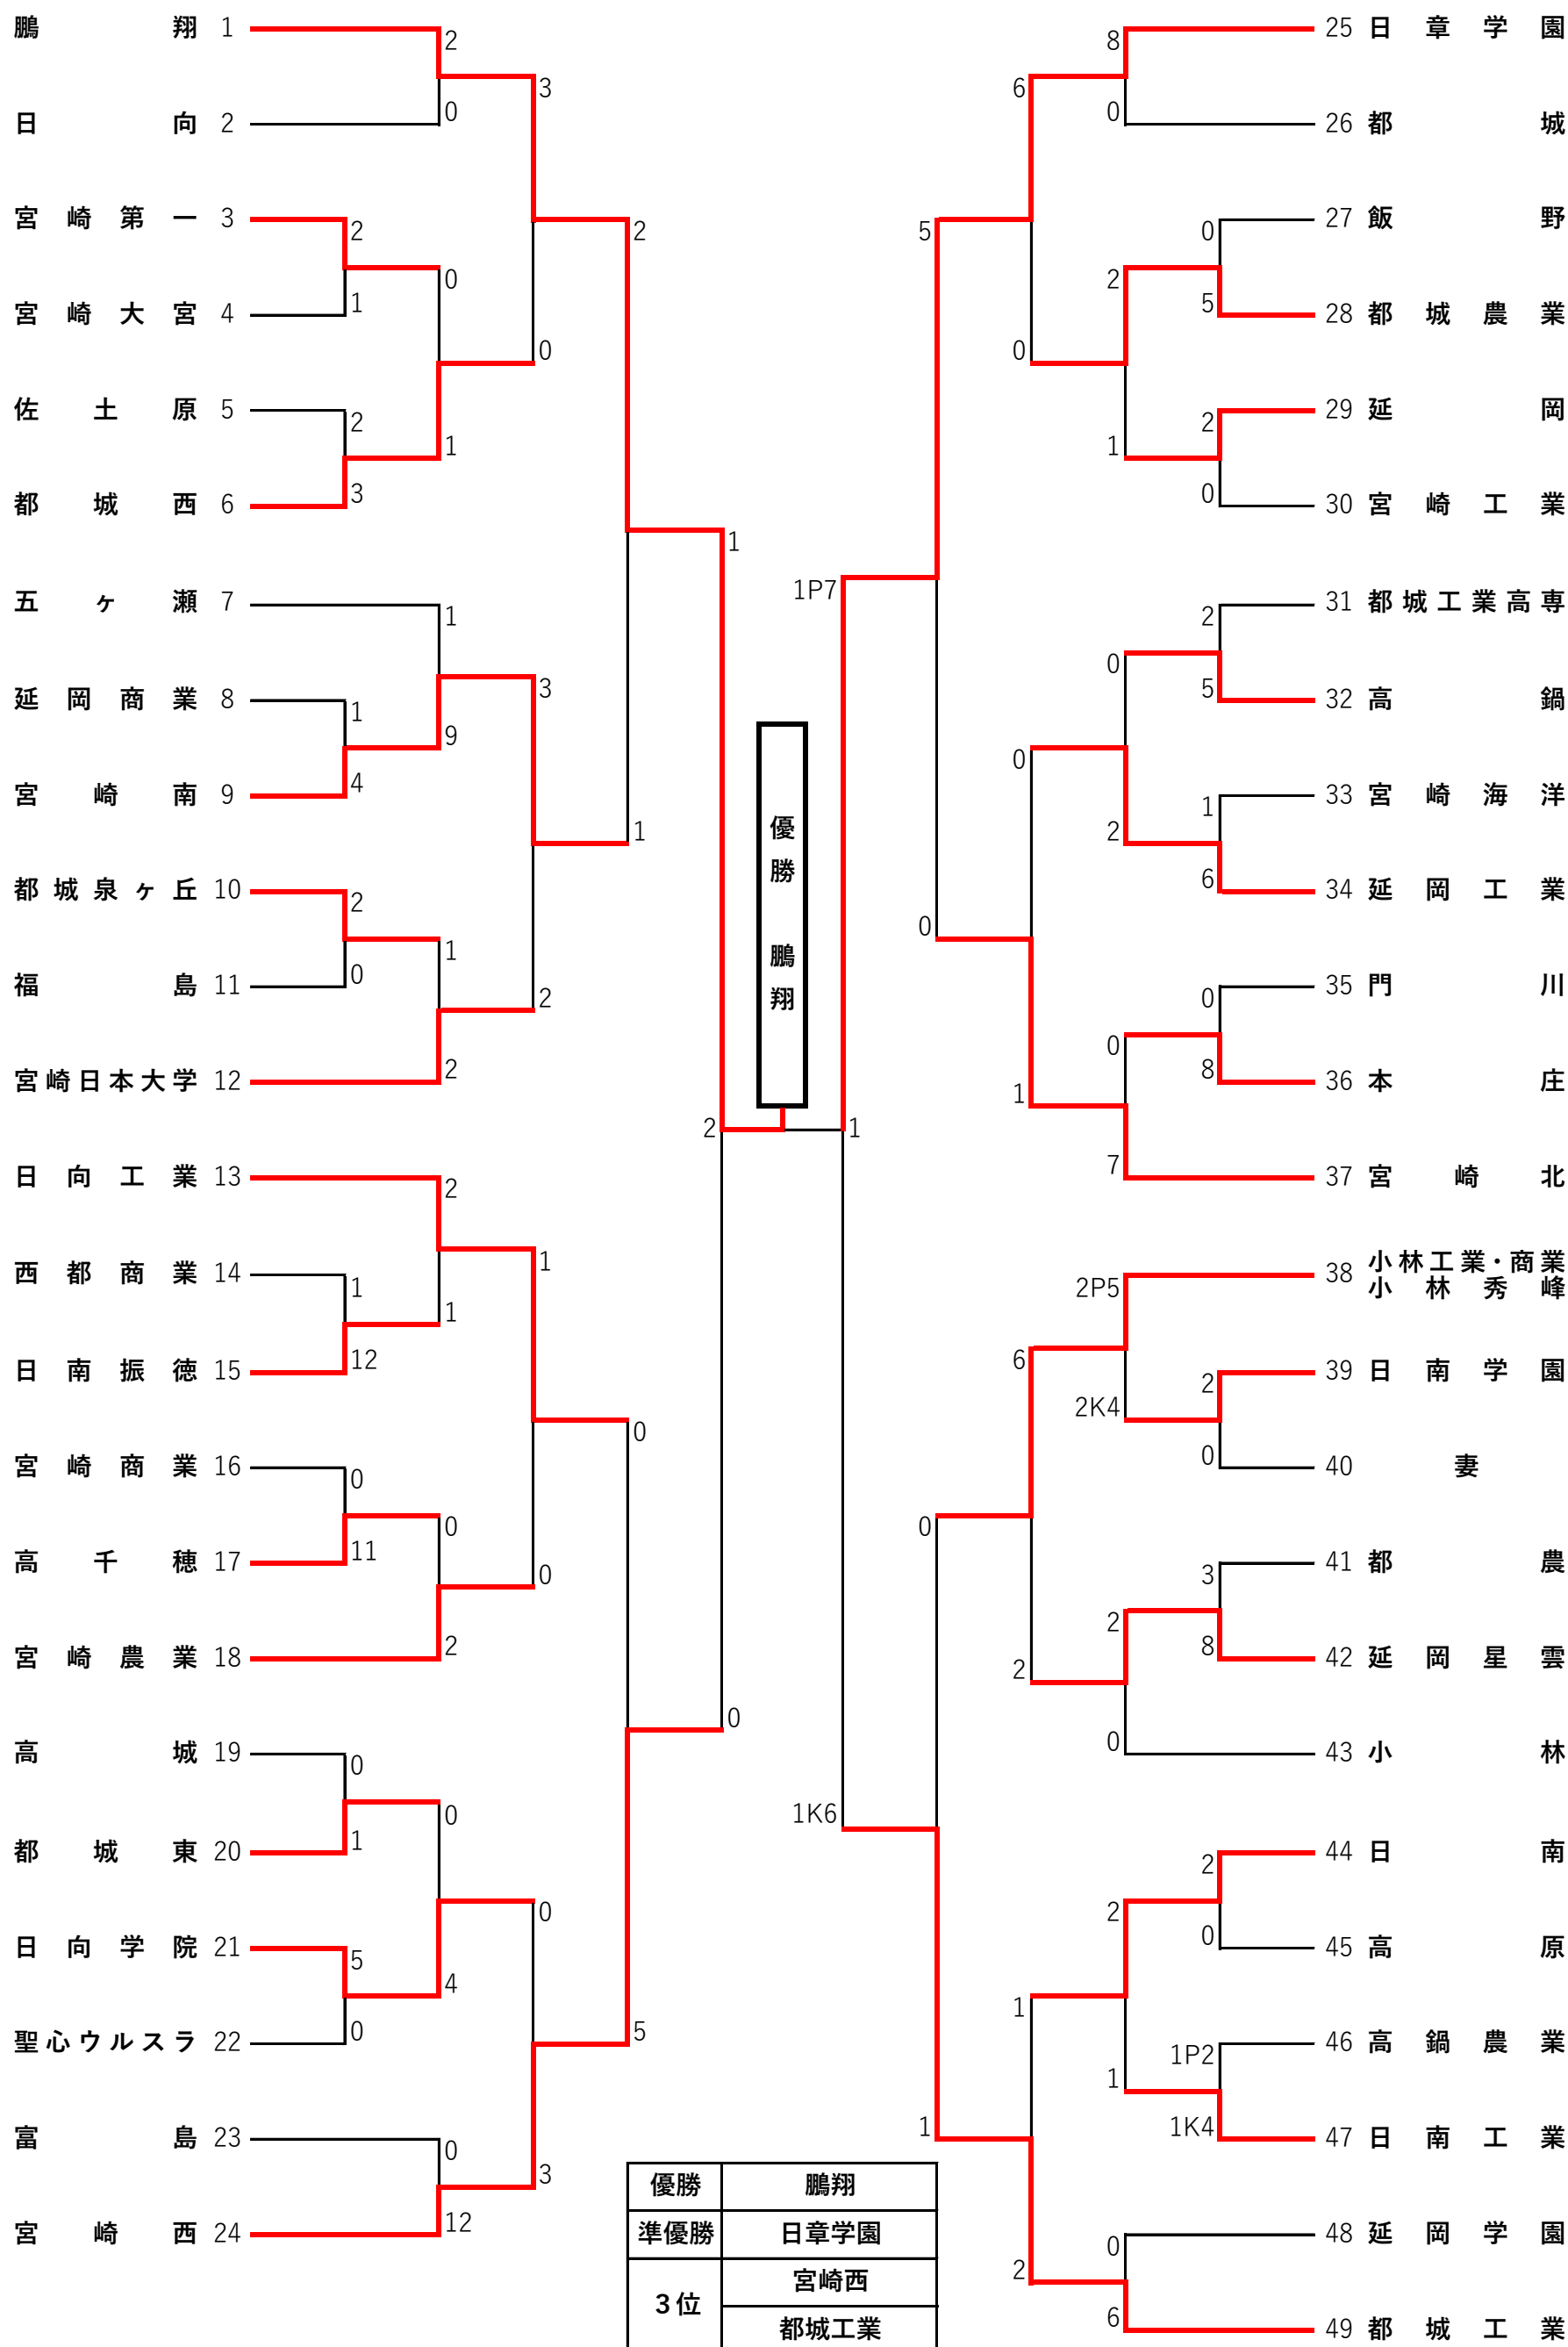 鵬翔 1
日向 2
宮崎第一 3
宮崎大宮 4
佐土原 5
都城西 6
五ヶ瀬 7
延岡商業 8
宮崎南 9
都城泉ヶ丘 10
福島 11
宮崎日本大学 12
日向工業 13
西都商業 14
日南振徳 15
宮崎商業 16
高千穂 17
宮崎農業 18
高城 19
都城東 20
日向学院 21
聖心ウルスラ 22
富島 23
宮崎西 24
2
0
2
1
0
1
2
3
3
0
2
1
1
1
4
9
3
2
0
1
2
2
1
1
2
1
12
1
1
0
11
0
2
0
0
0
1
0
5
0
4
0
0
12
3
5
0
2
優勝 鵬翔
1
1P7
1K6
5
0
0
1
6
0
0
1
6
2
1
2
8
0
0
5
2
2
0
1
2
5
0
1
6
2
0
8
0
7
2P5
2
0
2K4
3
8
2
0
2
0
2
1P2
1K4
1
0
6
25 日章学園
26 都城
27 飯野
28 都城農業
29 延岡
30 宮崎工業
31 都城工業高専
32 高鍋
33 宮崎海洋
34 延岡工業
35 門川
36 本庄
37 宮崎北
38 小林工業・商業
小林秀峰
39 日南学園
40 妻
41 都農
42 延岡星雲
43 小林
44 日南
45 高原
46 高鍋農業
47 日南工業
48 延岡学園
49 都城工業
優勝 鵬翔
準優勝 日章学園
３位 宮崎西
都城工業